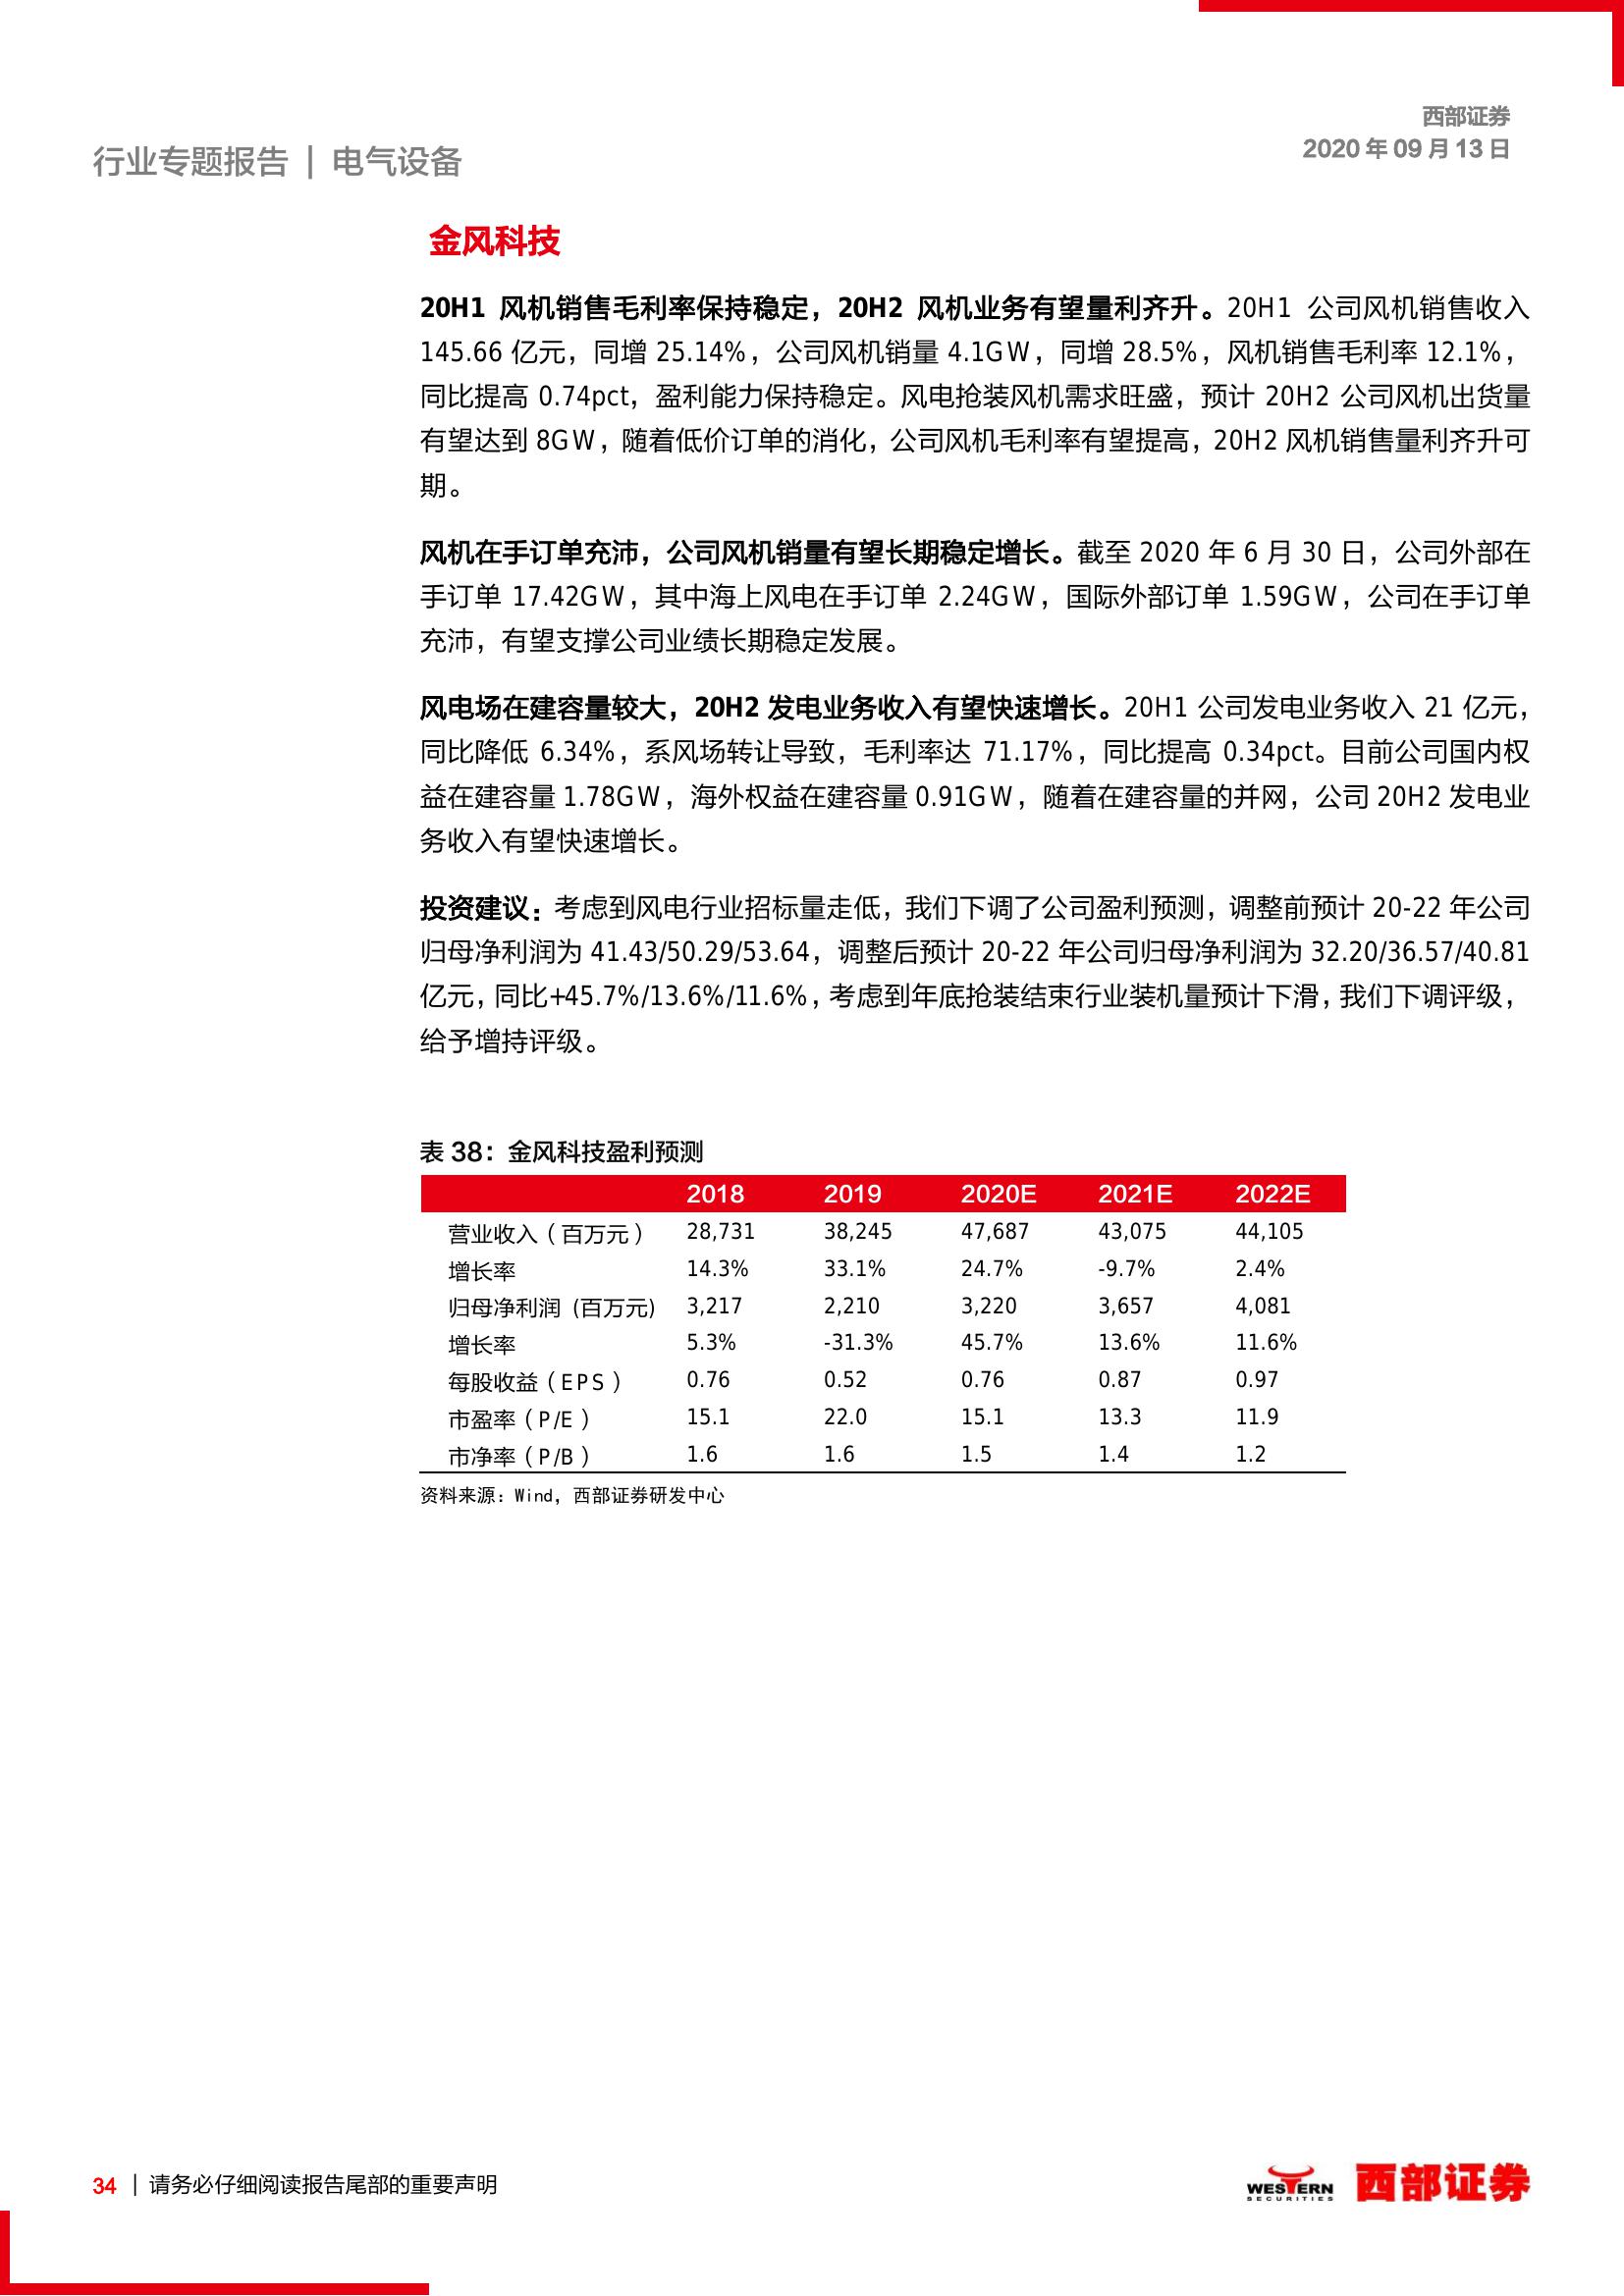 西部证券
2020 年 09 月 13 日
行业专题报告 | 电气设备
金风科技
20H1 风机销售毛利率保持稳定，20H2 风机业务有望量利齐升。20H1 公司风机销售收入
145.66 亿元，同增 25.14%，公司风机销量 4.1GW，同增 28.5%，风机销售毛利率 12.1%，
同比提高 0.74pct，盈利能力保持稳定。风电抢装风机需求旺盛，预计 20H2 公司风机出货量
有望达到 8GW，随着低价订单的消化，公司风机毛利率有望提高，20H2 风机销售量利齐升可
期。
风机在手订单充沛，公司风机销量有望长期稳定增长。截至 2020 年 6 月 30 日，公司外部在
手订单 17.42GW，其中海上风电在手订单 2.24GW，国际外部订单 1.59GW，公司在手订单
充沛，有望支撑公司业绩长期稳定发展。
风电场在建容量较大，20H2 发电业务收入有望快速增长。20H1 公司发电业务收入 21 亿元，
同比降低 6.34%，系风场转让导致，毛利率达 71.17%，同比提高 0.34pct。目前公司国内权
益在建容量 1.78GW，海外权益在建容量 0.91GW，随着在建容量的并网，公司 20H2 发电业
务收入有望快速增长。
投资建议：考虑到风电行业招标量走低，我们下调了公司盈利预测，调整前预计 20-22 年公司
归母净利润为 41.43/50.29/53.64，调整后预计 20-22 年公司归母净利润为 32.20/36.57/40.81
亿元，同比+45.7%/13.6%/11.6%，考虑到年底抢装结束行业装机量预计下滑，我们下调评级，
给予增持评级。
表 38：金风科技盈利预测
2018 2019 2020E 2021E 2022E
营业收入（百万元） 28,731 38,245 47,687 43,075 44,105
增长率 14.3% 33.1% 24.7% -9.7% 2.4%
归母净利润 (百万元) 3,217 2,210 3,220 3,657 4,081
增长率 5.3% -31.3% 45.7% 13.6% 11.6%
每股收益（EPS） 0.76 0.52 0.76 0.87 0.97
市盈率（P/E） 15.1 22.0 15.1 13.3 11.9
市净率（P/B） 1.6 1.6 1.5 1.4 1.2
资料来源：Wind，西部证券研发中心
34 | 请务必仔细阅读报告尾部的重要声明
WESTERN
SECURITIES
西部证券